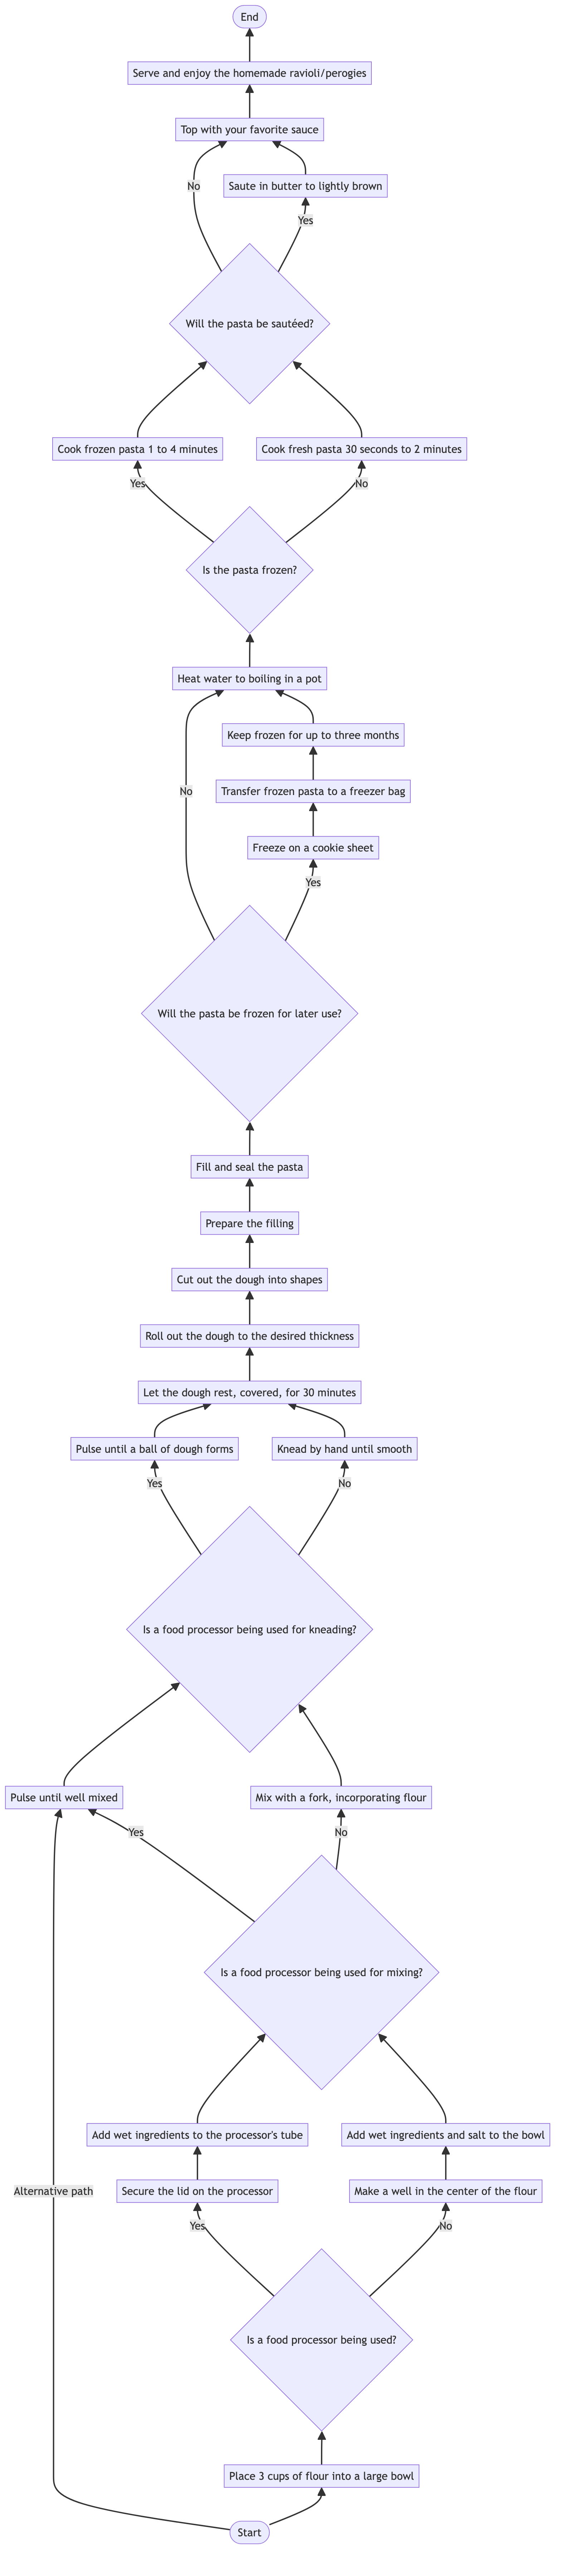 End
Serve and enjoy the homemade ravioli/perogies
Top with your favorite sauce
No
Saute in butter to lightly brown
Yes
Will the pasta be sautéed?
Cook frozen pasta 1 to 4 minutes
Cook fresh pasta 30 seconds to 2 minutes
Yes
No
Is the pasta frozen?
Heat water to boiling in a pot
Keep frozen for up to three months
No
Transfer frozen pasta to a freezer bag
Freeze on a cookie sheet
Yes
Will the pasta be frozen for later use?
Fill and seal the pasta
Prepare the filling
Cut out the dough into shapes
Roll out the dough to the desired thickness
Let the dough rest, covered, for 30 minutes
Pulse until a ball of dough forms
Knead by hand until smooth
Yes
No
Is a food processor being used for kneading?
Pulse until well mixed
Mix with a fork, incorporating flour
Yes
No
Is a food processor being used for mixing?
Add wet ingredients to the processor's tube
Add wet ingredients and salt to the bowl
Alternative path
Secure the lid on the processor
Make a well in the center of the flour
Yes
No
Is a food processor being used?
Place 3 cups of flour into a large bowl
Start